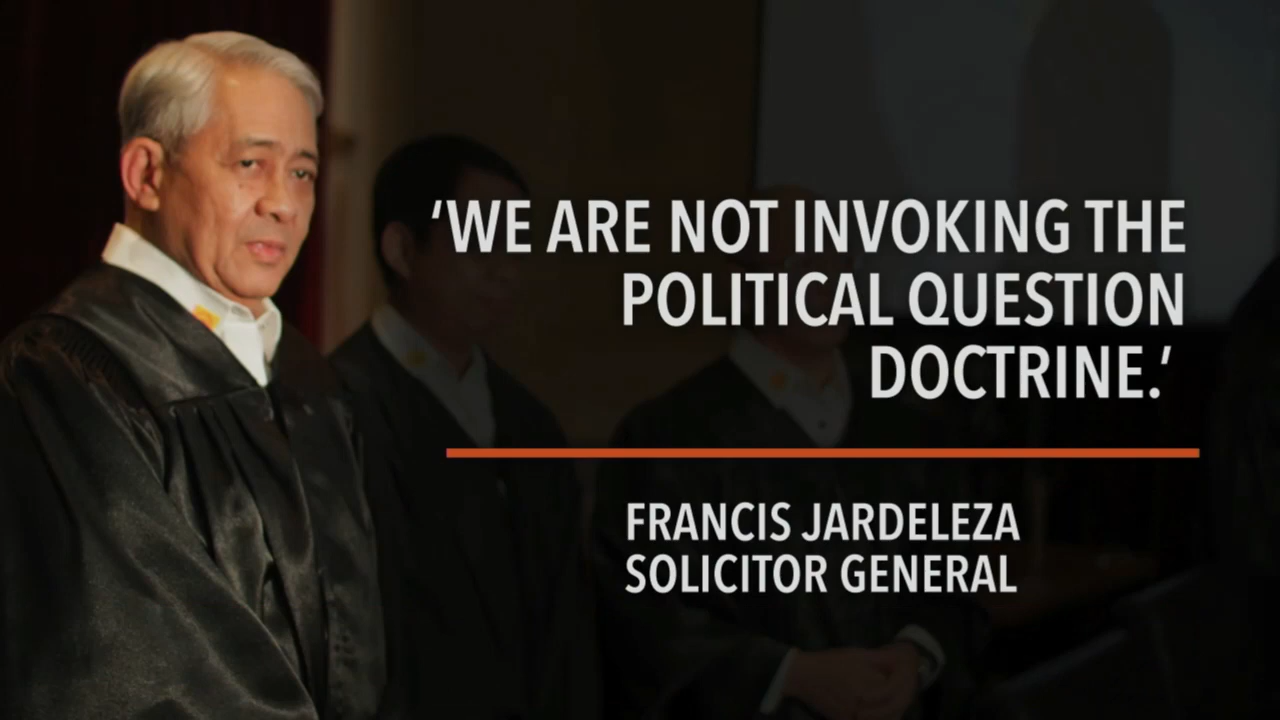 ‘WE ARE NOT INVOKING THE
POLITICAL QUESTION
DOCTRINE.’
FRANCIS JARDELEZA
SOLICITOR GENERAL